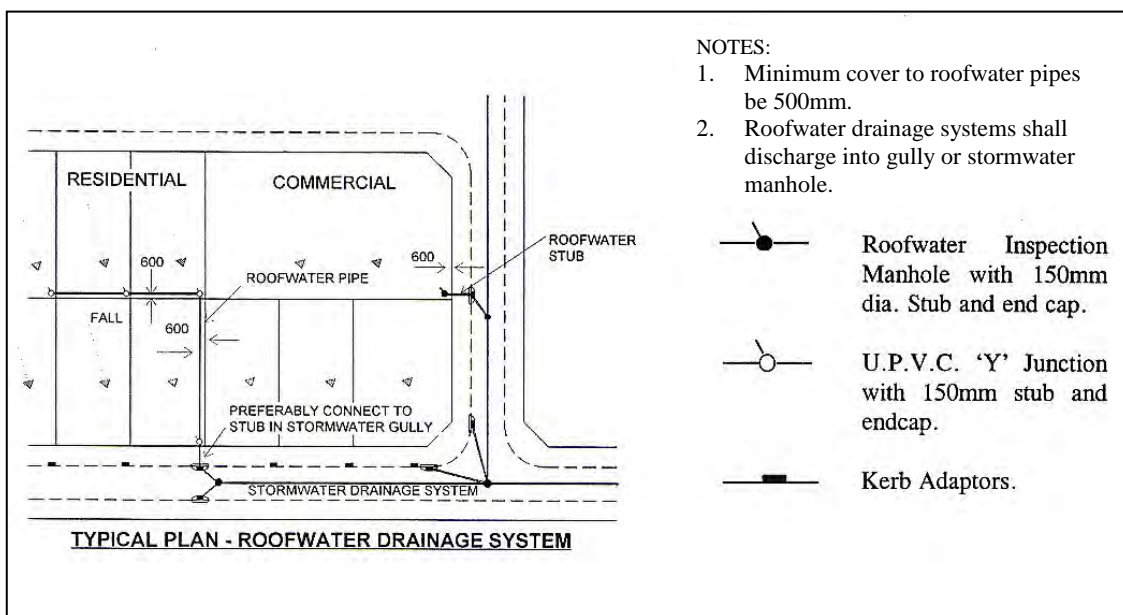 RESIDENTIAL
COMMERCIAL
600
ROOFWATER PIPE
FALL
600
600
ROOFWATER
STUB
PREFERABLY CONNECT TO
STUB IN STORMWATER GULLY
STORMWATER DRAINAGE SYSTEM
TYPICAL PLAN - ROOFWATER DRAINAGE SYSTEM
NOTES:
1. Minimum cover to roofwater pipes
be 500mm.
2. Roofwater drainage systems shall
discharge into gully or stormwater
manhole.
Roofwater Inspection
Manhole with 150mm
dia. Stub and end cap.
U.P.V.C. ‘Y’ Junction
with 150mm stub and
endcap.
Kerb Adaptors.